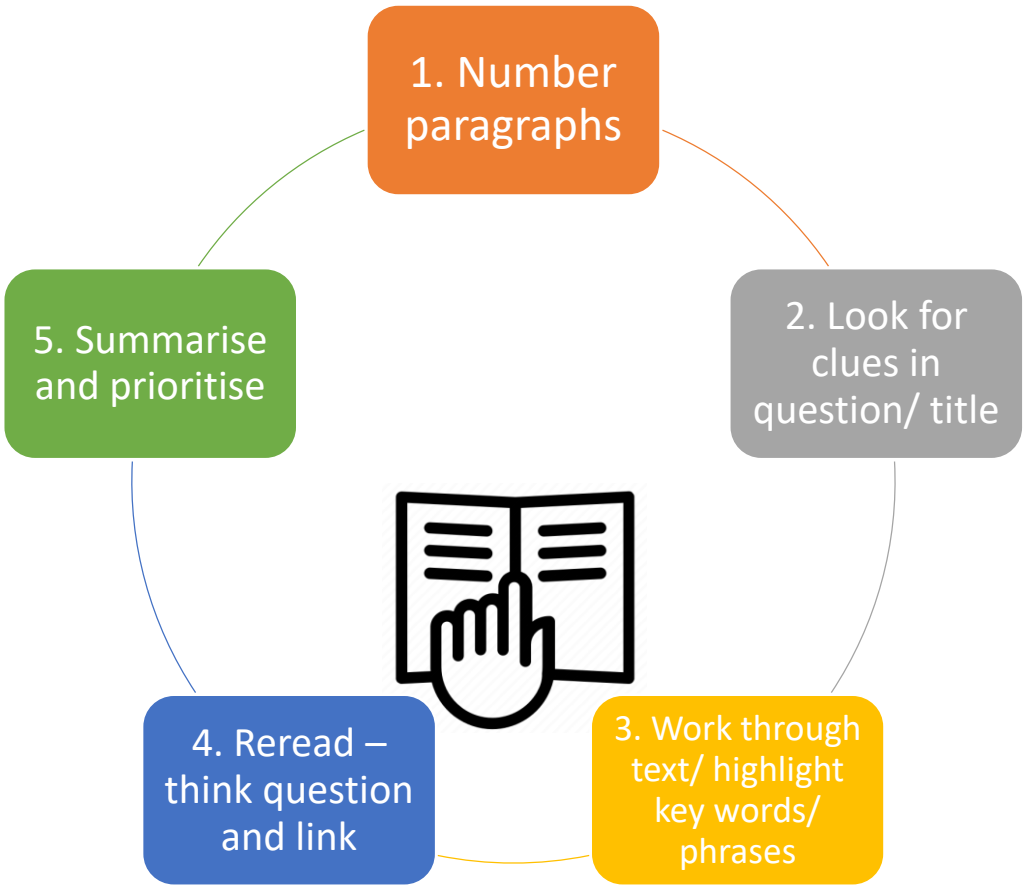 1. Number
paragraphs
2. Look for
clues in
question/ title
3. Work through
text/ highlight
key words/
phrases
4. Reread –
think question
and link
5. Summarise
and prioritise